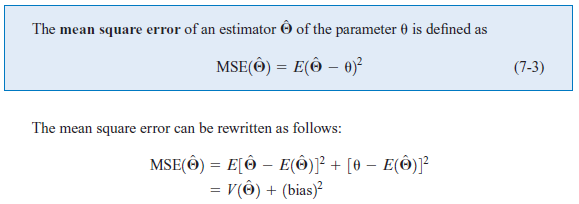 The mean square error of an estimator Θ̂ of the parameter θ is defined as
MSE(Θ̂) = E(Θ̂ − θ)² (7-3)
The mean square error can be rewritten as follows:
MSE(Θ̂) = E[Θ̂ − E(Θ̂)]² + [θ − E(Θ̂)]²
= V(Θ̂) + (bias)²